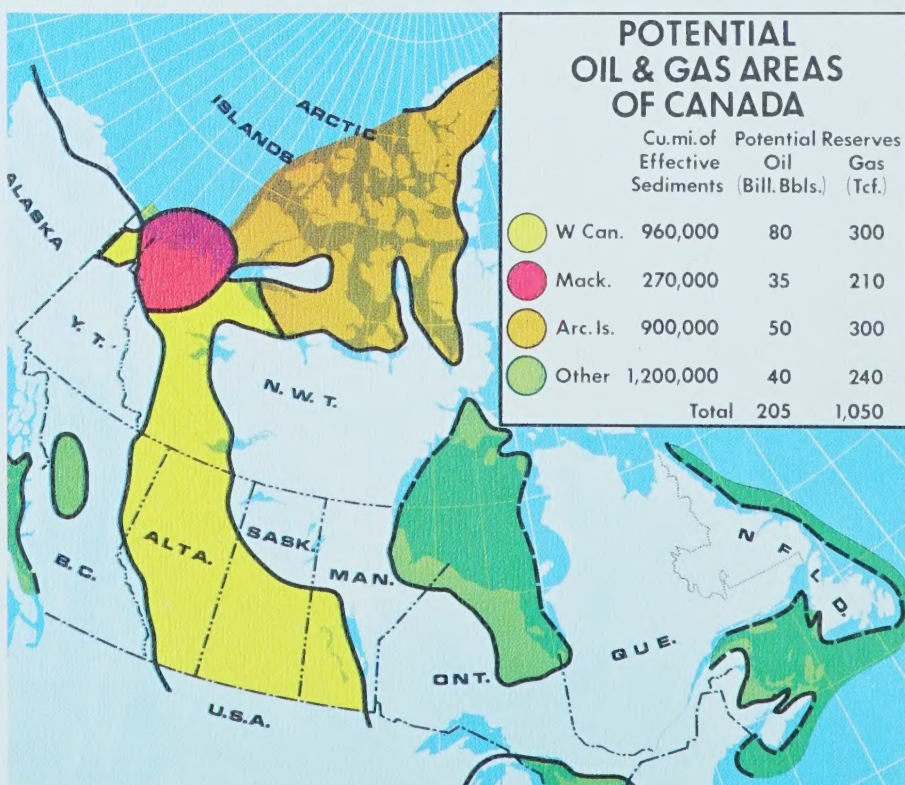 POTENTIAL
OIL & GAS AREAS
OF CANADA
Cu.mi.of Potential Reserves
Effective Oil Gas
Sediments (Bill. Bbls.) (Tcf.)
W Can. 960,000 80 300
Mack. 270,000 35 210
Arc. Is. 900,000 50 300
Other 1,200,000 40 240
Total 205 1,050
ARCTIC
ISLANDS
ALASKA
Y. T.
N. W. T.
B.C.
ALTA.
SASK.
MAN.
ONT.
QUE.
NFLD.
U.S.A.